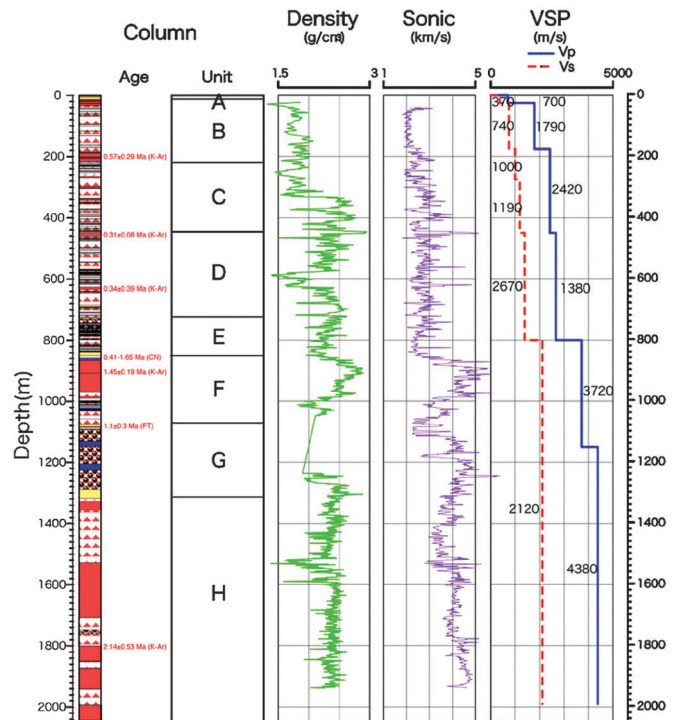 Column
Density
(g/cm³)
Sonic
(km/s)
VSP
(m/s)
Vp
Vs
Age
Unit
1.5 3 1 5 0 5000
0 A 370 700 0
B 740 1790
200 0.57±0.29 Ma (K-Ar) 200
1000
2420
C 1190
400 400
0.31±0.08 Ma (K-Ar)
D
600 0.34±0.39 Ma (K-Ar) 2670 1380 600
E
800 800
0.41-1.65 Ma (CN)
1.45±0.19 Ma (K-Ar)
F 3720
1000 1000
1.1±0.3 Ma (FT)
G
1200 1200
2120
1400 1400
4380
1600 H 1600
1800 2.14±0.53 Ma (K-Ar) 1800
2000 2000
Depth(m)